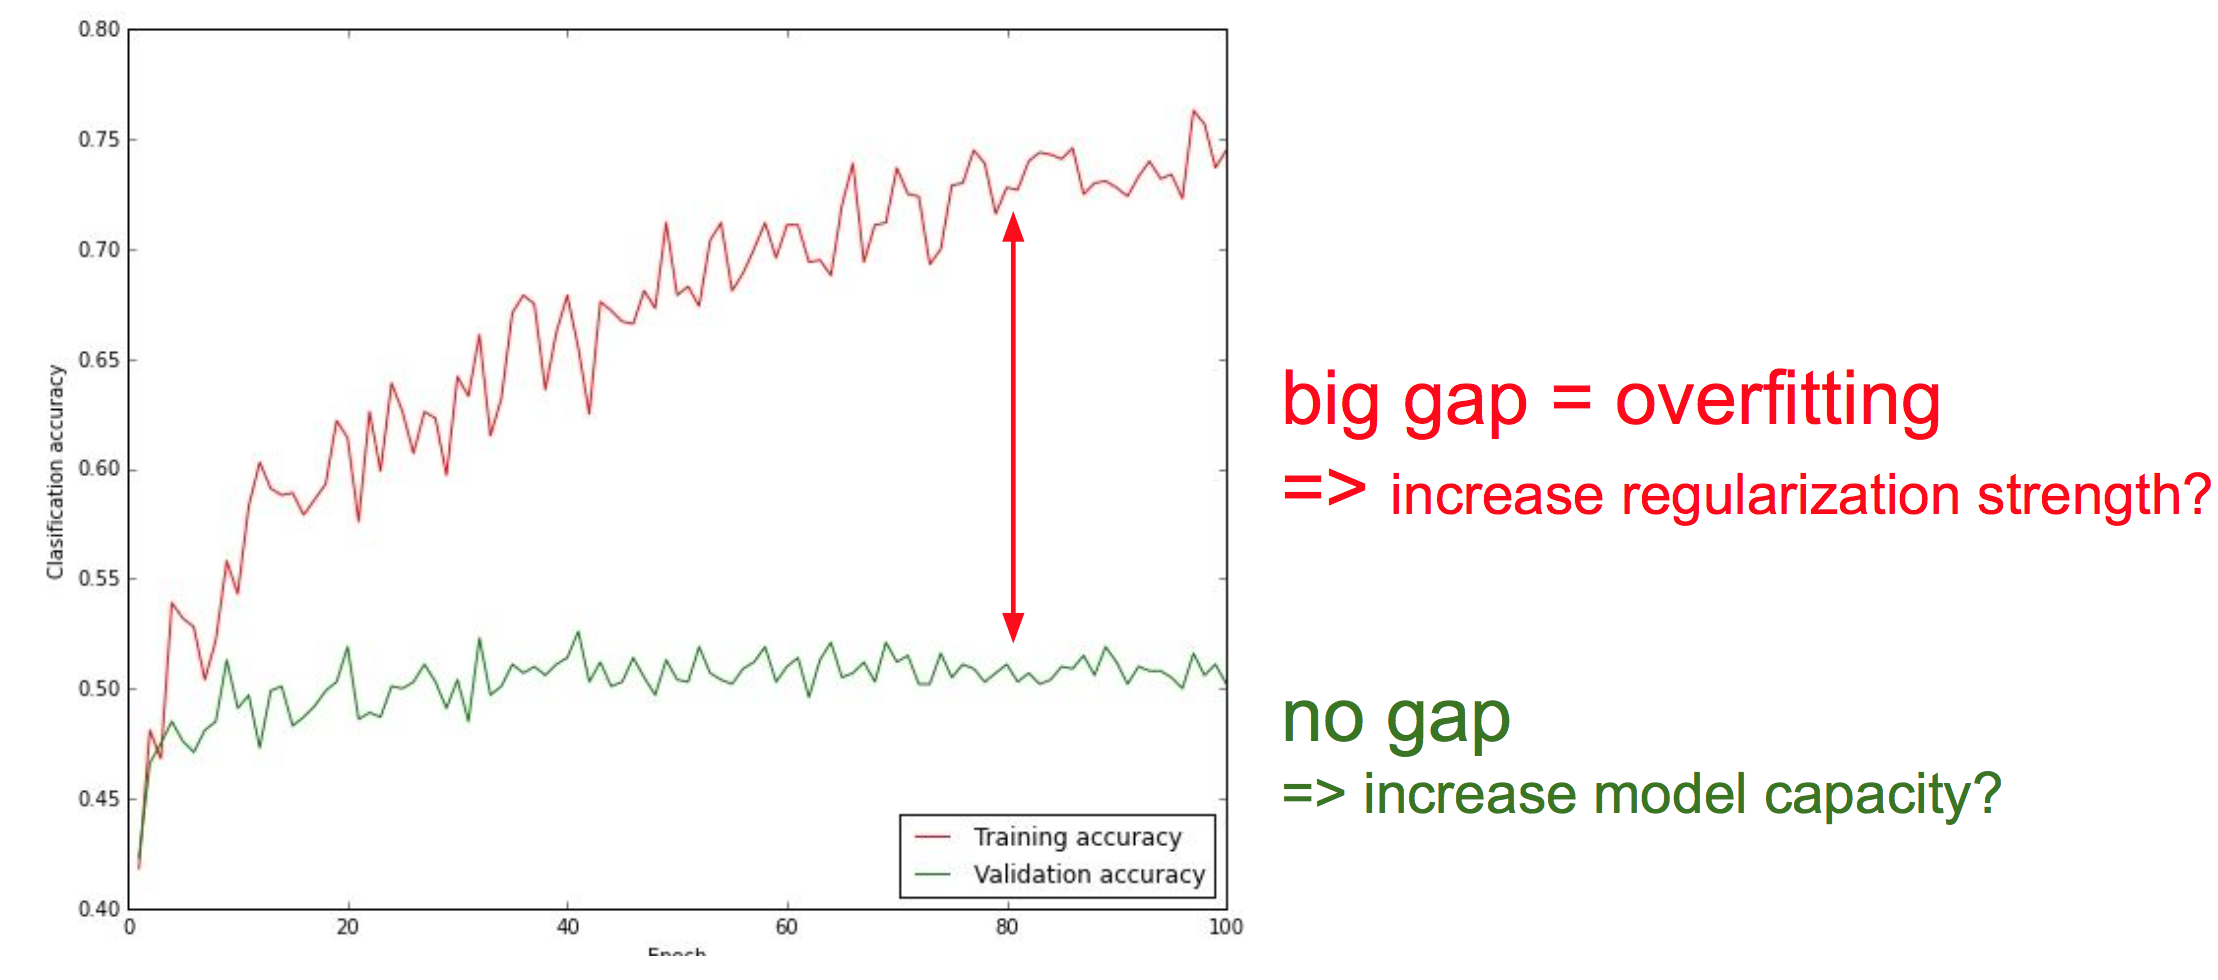 0.80
0.75
0.70
0.65
0.60
0.55
0.50
0.45
0.40
Clasification accuracy
0 20 40 60 80 100
Epoch
Training accuracy
Validation accuracy
big gap = overfitting
=> increase regularization strength?
no gap
=> increase model capacity?